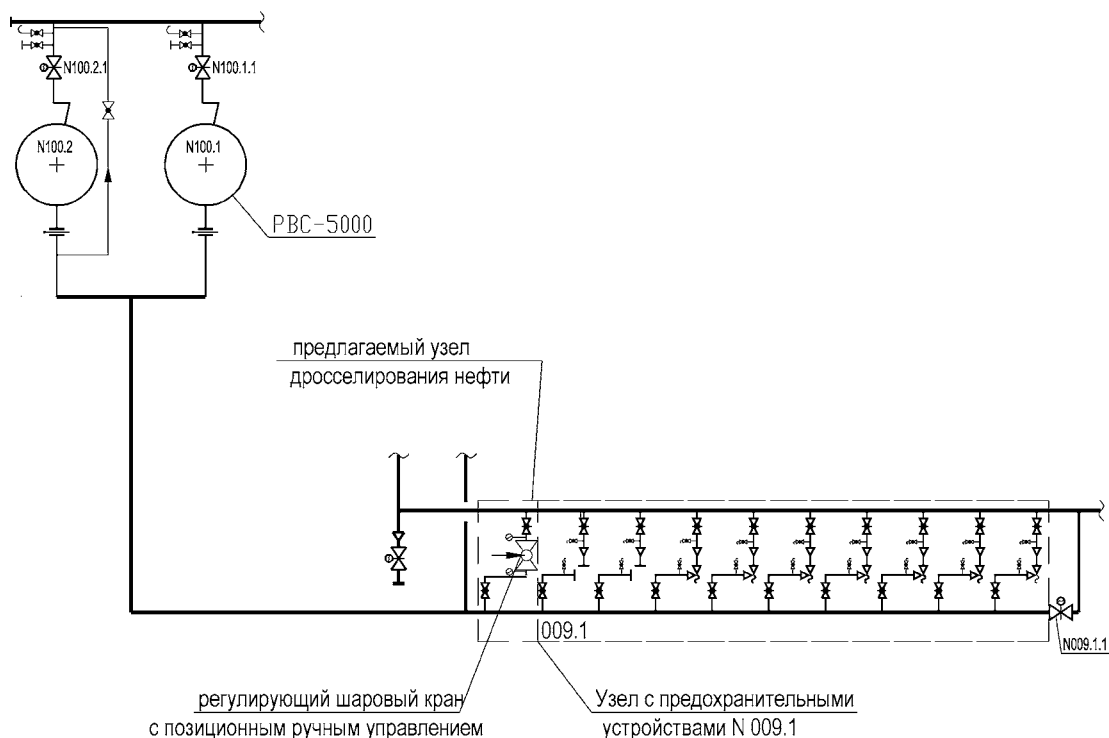 N100.2.1
N100.1.1
N100.2
N100.1
РВС-5000
предлагаемый узел
дросселирования нефти
009.1
N009.1.1
регулирующий шаровый кран
с позиционным ручным управлением
Узел с предохранительными
устройствами N 009.1